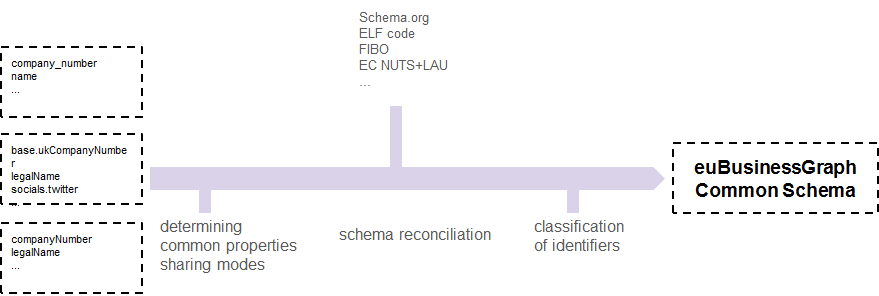 Schema.org
ELF code
FIBO
EC NUTS+LAU
...
company_number
name
...
base.ukCompanyNumbe
r
legalName
socials.twitter
...
companyNumber
legalName
...
determining
common properties
sharing modes
schema reconciliation
classification
of identifiers
euBusinessGraph
Common Schema